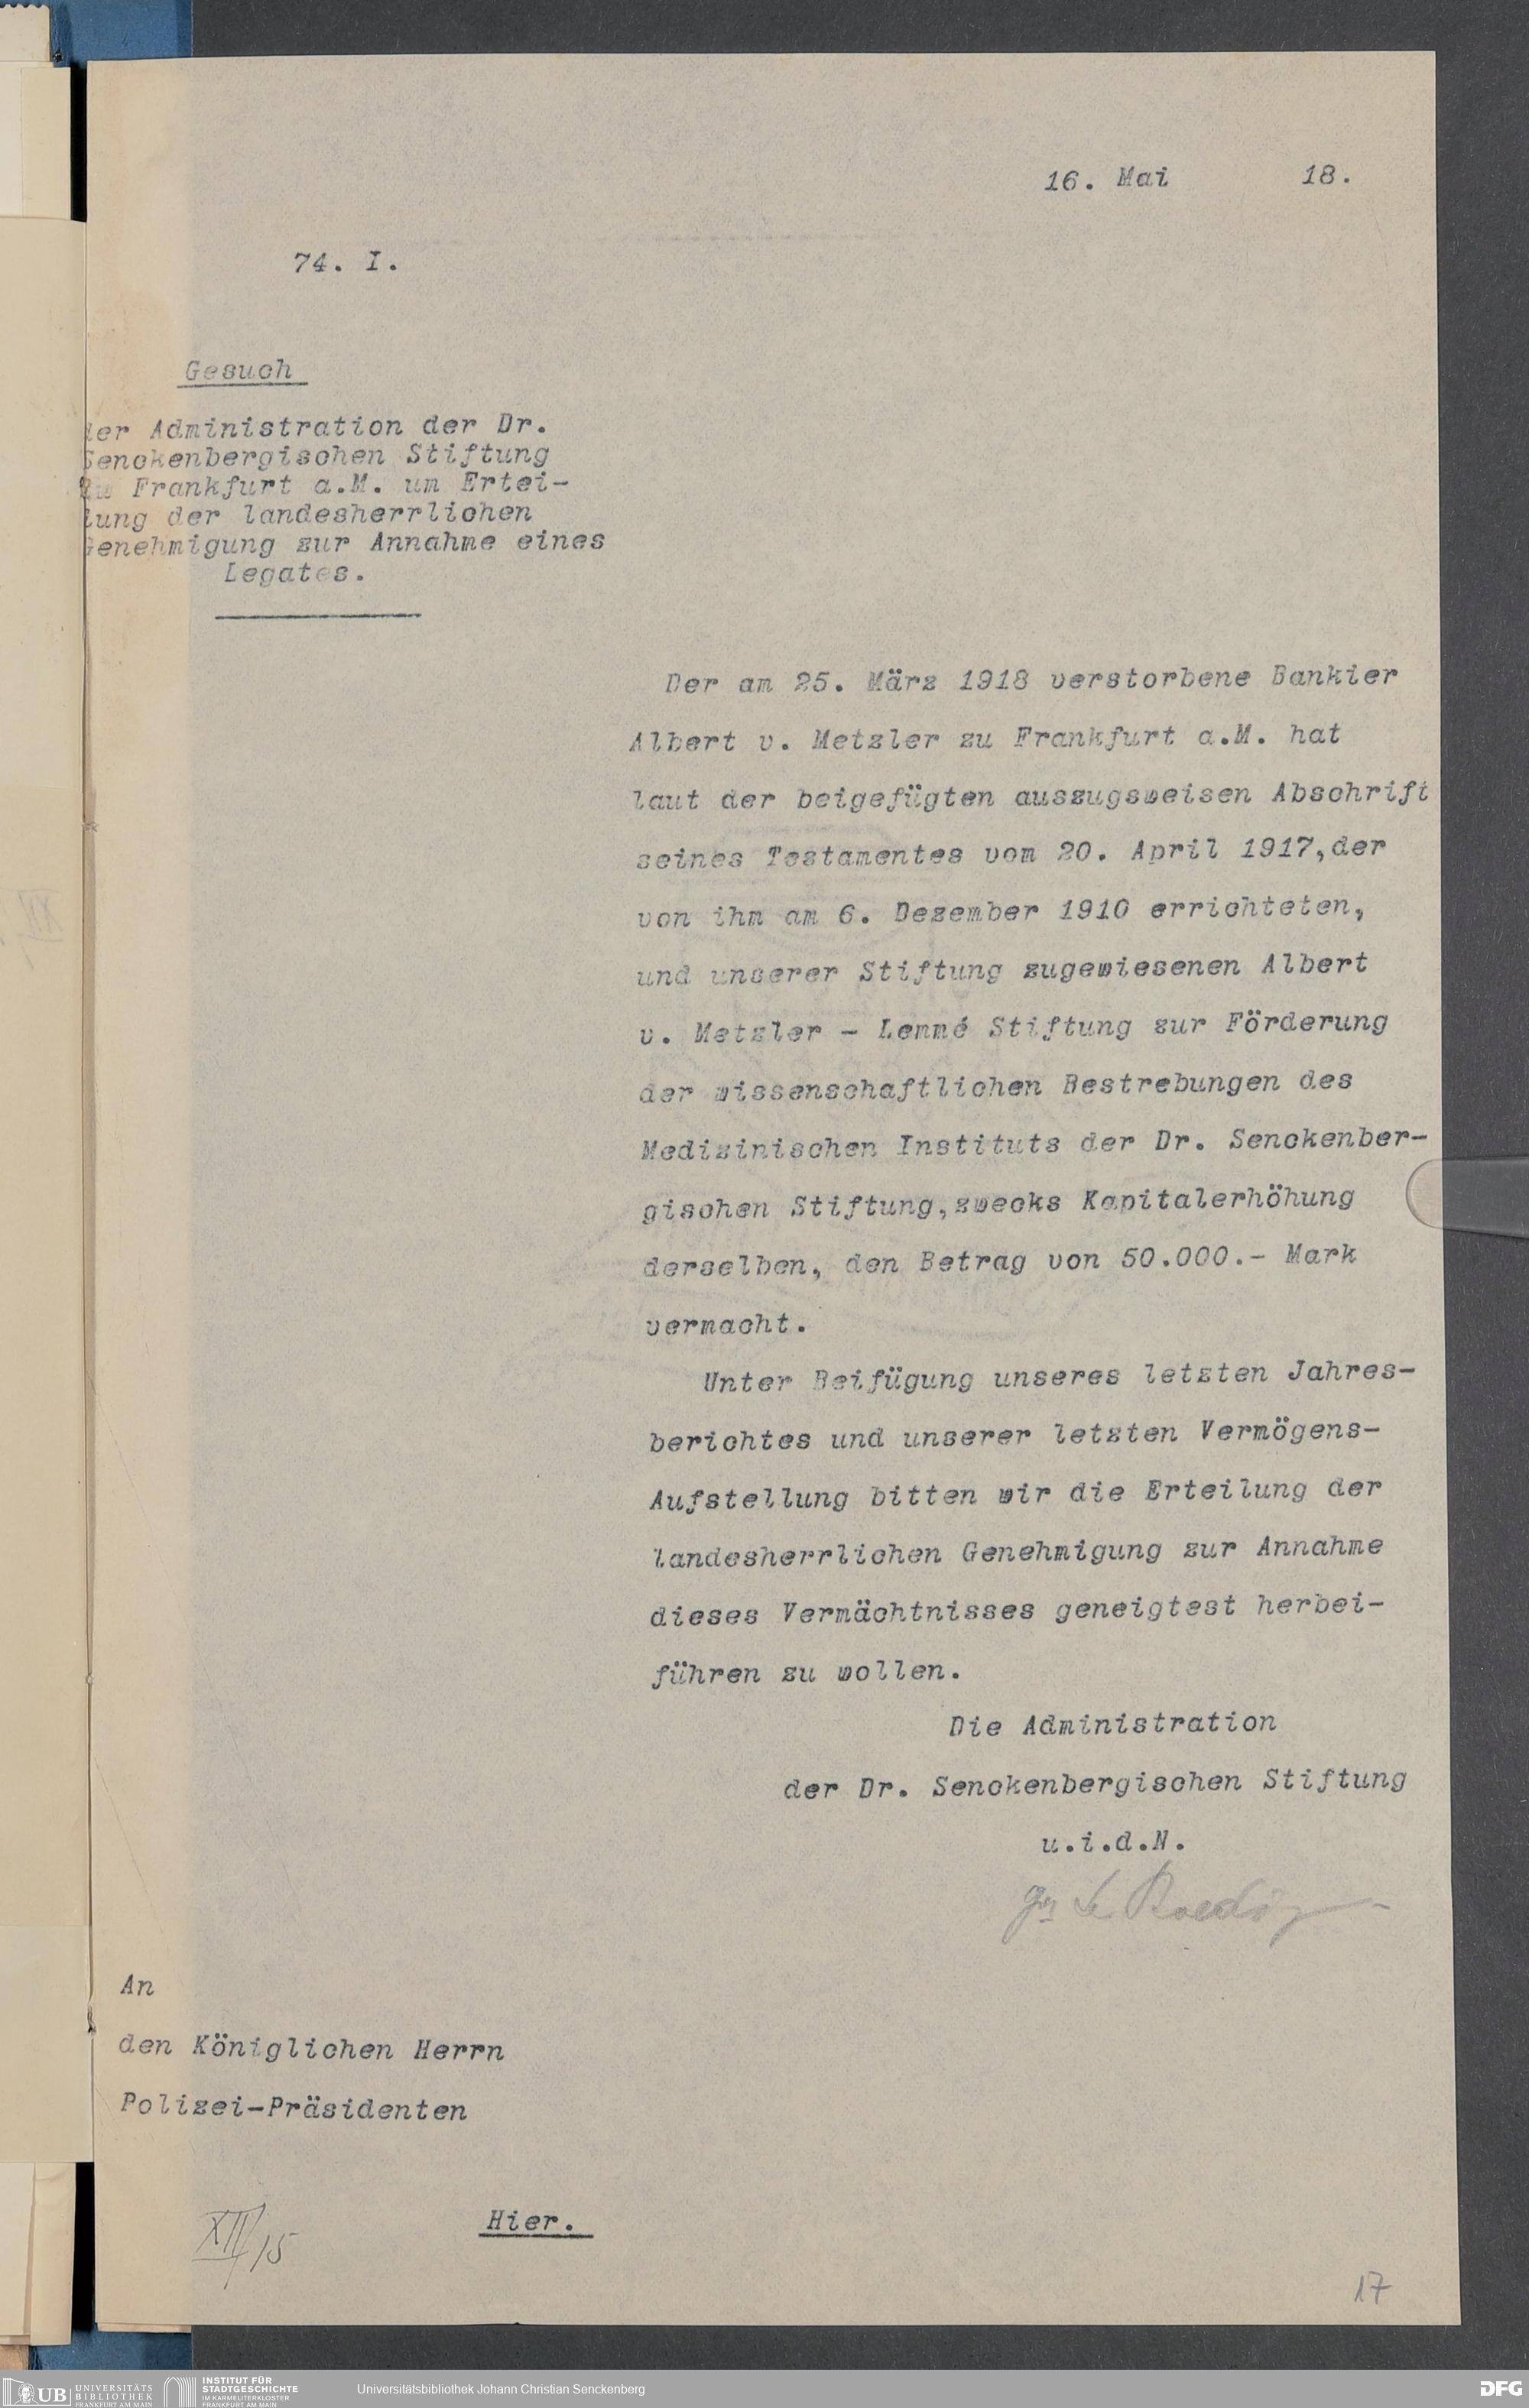 16. Mai 18.
74. I.
Gesuch
der Administration der Dr.
Senckenbergischen Stiftung
zu Frankfurt a.M. um Ertei-
lung der landesherrlichen
Genehmigung zur Annahme eines
Legates.
Der am 25. März 1918 verstorbene Bankier
Albert v. Metzler zu Frankfurt a.M. hat
laut der beigefügten auszugsweisen Abschrift
seines Testamentes vom 20. April 1917,der
von ihm am 6. Dezember 1910 errichteten,
und unserer Stiftung zugewiesenen Albert
v. Metzler - Lemmé Stiftung zur Förderung
der wissenschaftlichen Bestrebungen des
Medizinischen Instituts der Dr. Senckenber-
gischen Stiftung,zwecks Kapitalerhöhung
derselben, den Betrag von 50.000.- Mark
vermacht.
Unter Beifügung unseres letzten Jahres-
berichtes und unserer letzten Vermögens-
Aufstellung bitten wir die Erteilung der
landesherrlichen Genehmigung zur Annahme
dieses Vermächtnisses geneigtest herbei-
führen zu wollen.
Die Administration
der Dr. Senckenbergischen Stiftung
u.i.d.N.
An
den Königlichen Herrn
Polizei-Präsidenten
Hier.
XII/15
17
UB UNIVERSITÄTS BIBLIOTHEK FRANKFURT AM MAIN
INSTITUT FÜR STADTGESCHICHTE IM KARMELITERKLOSTER FRANKFURT AM MAIN
Universitätsbibliothek Johann Christian Senckenberg
DFG